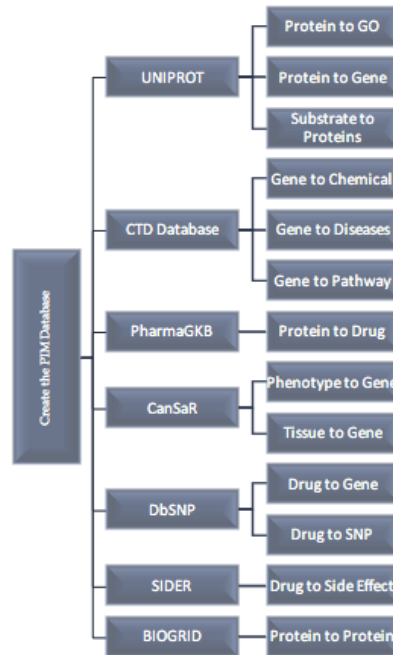 Create the PIM Database
UNIPROT
Protein to GO
Protein to Gene
Substrate to
Proteins
CTD Database
Gene to Chemical
Gene to Diseases
Gene to Pathway
PharmaGKB
Protein to Drug
CanSaR
Phenotype to Gene
Tissue to Gene
DbSNP
Drug to Gene
Drug to SNP
SIDER
Drug to Side Effect
BIOGRID
Protein to Protein